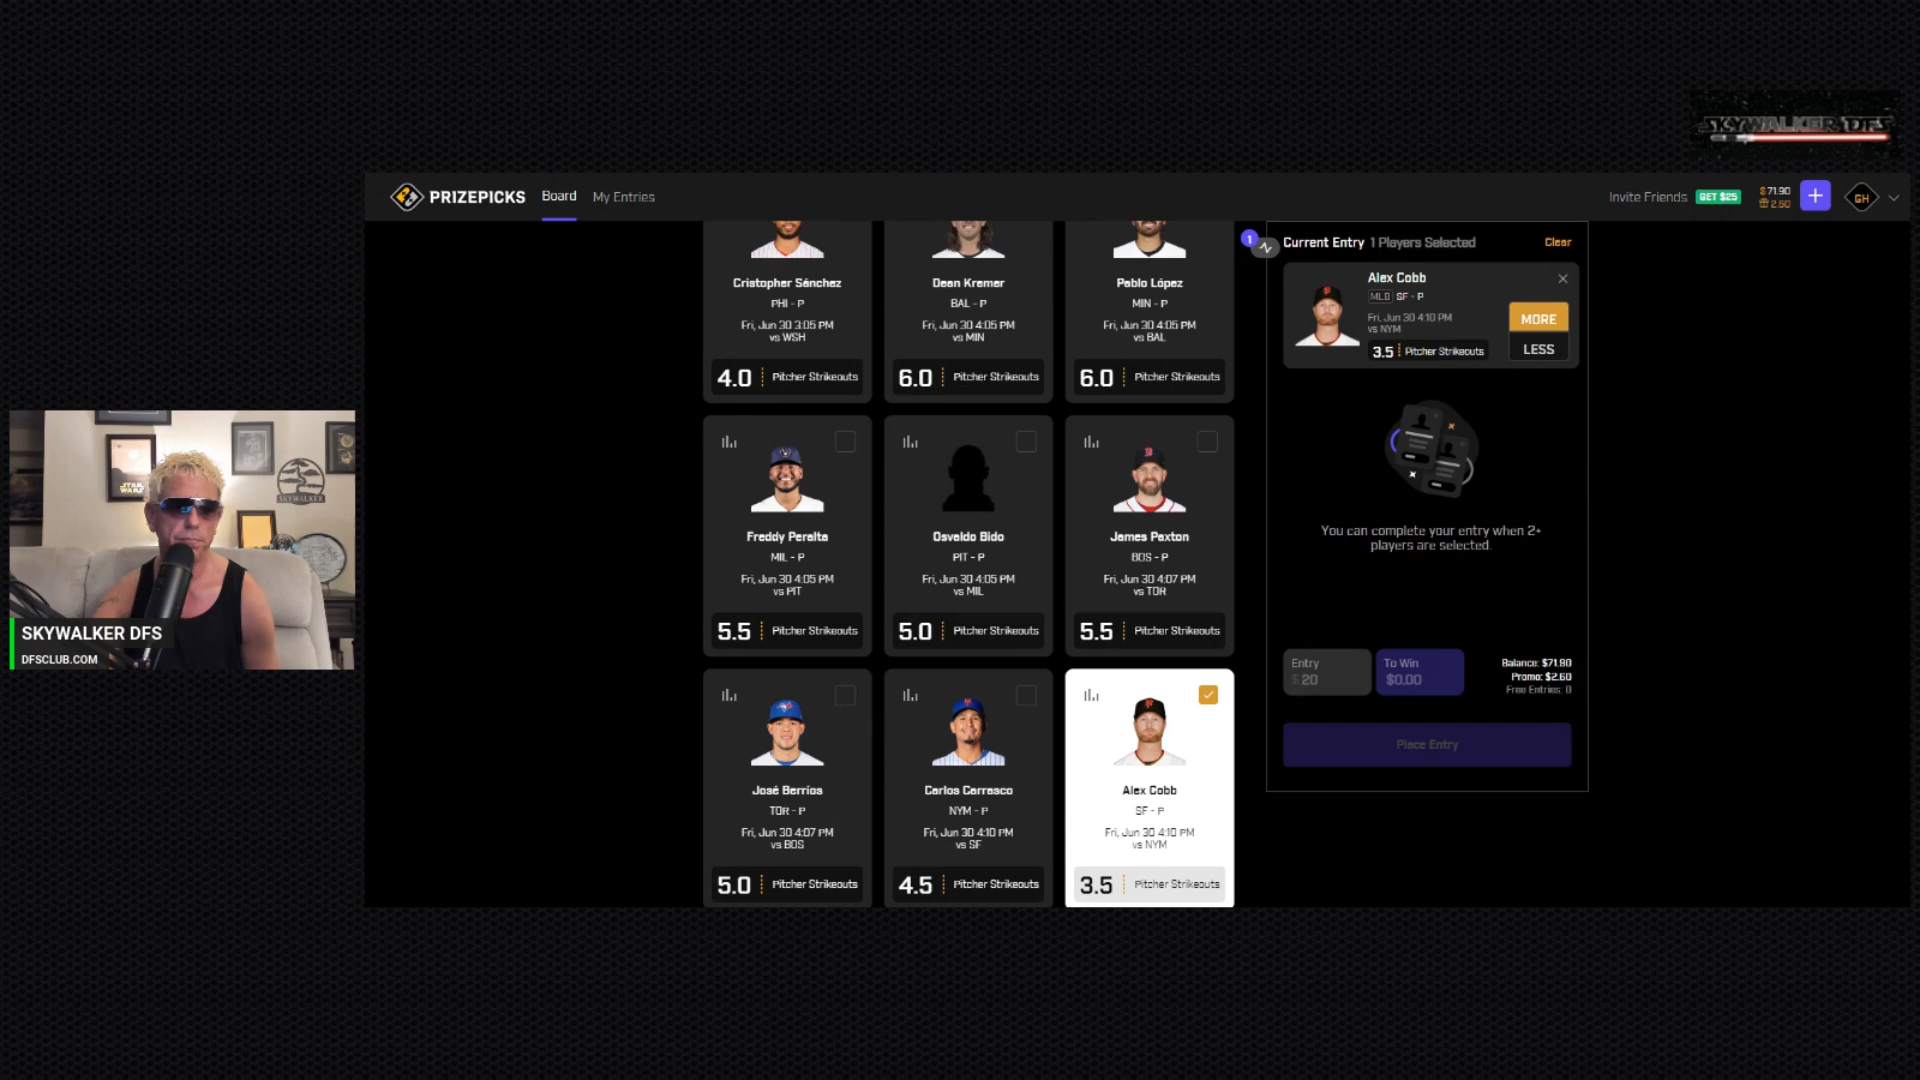 SKYWALKER DFS
PRIZEPICKS
Board
My Entries
Invite Friends
GET $25
$71.90
2.60
GH
Cristopher Sánchez
PHI - P
Fri, Jun 30 3:05 PM
vs WSH
4.0 Pitcher Strikeouts
Dean Kremer
BAL - P
Fri, Jun 30 4:05 PM
vs MIN
6.0 Pitcher Strikeouts
Pablo López
MIN - P
Fri, Jun 30 4:05 PM
vs BAL
6.0 Pitcher Strikeouts
Freddy Peralta
MIL - P
Fri, Jun 30 4:05 PM
vs PIT
5.5 Pitcher Strikeouts
Osvaldo Bido
PIT - P
Fri, Jun 30 4:05 PM
vs MIL
5.0 Pitcher Strikeouts
James Paxton
BOS - P
Fri, Jun 30 4:07 PM
vs TOR
5.5 Pitcher Strikeouts
José Berríos
TOR - P
Fri, Jun 30 4:07 PM
vs BOS
5.0 Pitcher Strikeouts
Carlos Carrasco
NYM - P
Fri, Jun 30 4:10 PM
vs SF
4.5 Pitcher Strikeouts
Alex Cobb
SF - P
Fri, Jun 30 4:10 PM
vs NYM
3.5 Pitcher Strikeouts
1
Current Entry 1 Players Selected
Clear
Alex Cobb
MLB SF - P
Fri, Jun 30 4:10 PM
vs NYM
3.5 Pitcher Strikeouts
MORE
LESS
You can complete your entry when 2+
players are selected.
Entry
$ 20
To Win
$0.00
Balance: $71.90
Promo: $2.60
Free Entries: 0
Place Entry
STAR
WARS
SKYWALKER
SKYWALKER DFS
DFSCLUB.COM